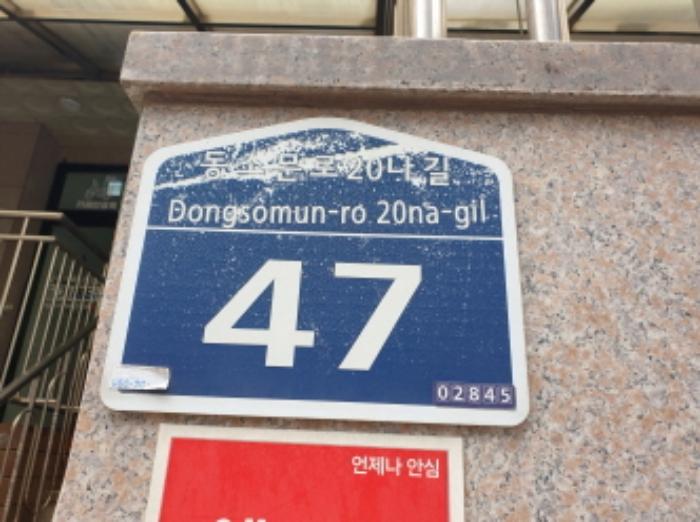 동소문로 20나길
Dongsomun-ro 20na-gil
47
02845
언제나 안심